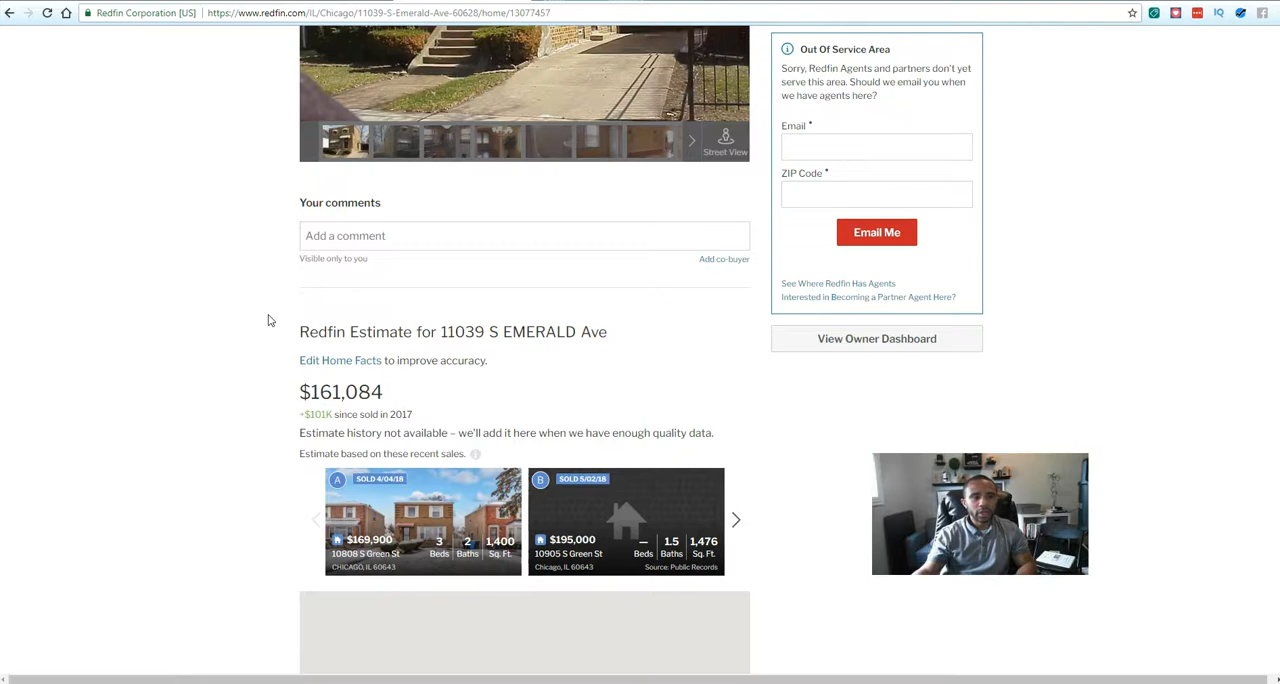 Redfin Corporation [US]
https://www.redfin.com/IL/Chicago/11039-S-Emerald-Ave-60628/home/13077457
IQ
Street View
Your comments
Add a comment
Visible only to you
Add co-buyer
Redfin Estimate for 11039 S EMERALD Ave
Edit Home Facts to improve accuracy.
$161,084
+$101K since sold in 2017
Estimate history not available – we'll add it here when we have enough quality data.
Estimate based on these recent sales.
A SOLD 4/04/18
$169,900 3 2 1,400
10808 S Green St Beds Baths Sq. Ft.
CHICAGO, IL 60643
B SOLD 5/02/18
$195,000 — 1.5 1,476
10905 S Green St Beds Baths Sq. Ft.
Chicago, IL 60643 Source: Public Records
Out Of Service Area
Sorry, Redfin Agents and partners don't yet
serve this area. Should we email you when
we have agents here?
Email *
ZIP Code *
Email Me
See Where Redfin Has Agents
Interested in Becoming a Partner Agent Here?
View Owner Dashboard